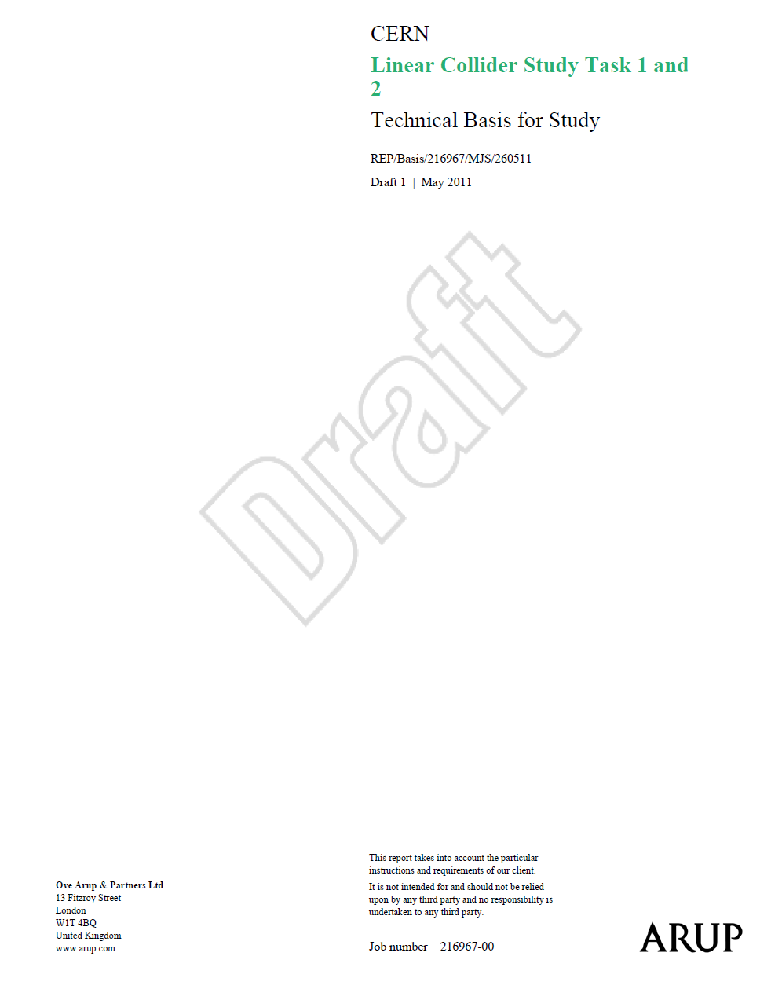 CERN
Linear Collider Study Task 1 and
2
Technical Basis for Study
REP/Basis/216967/MJS/260511
Draft 1 | May 2011
Draft
This report takes into account the particular
instructions and requirements of our client.
It is not intended for and should not be relied
upon by any third party and no responsibility is
undertaken to any third party.
Job number 216967-00
Ove Arup & Partners Ltd
13 Fitzroy Street
London
W1T 4BQ
United Kingdom
www.arup.com
ARUP